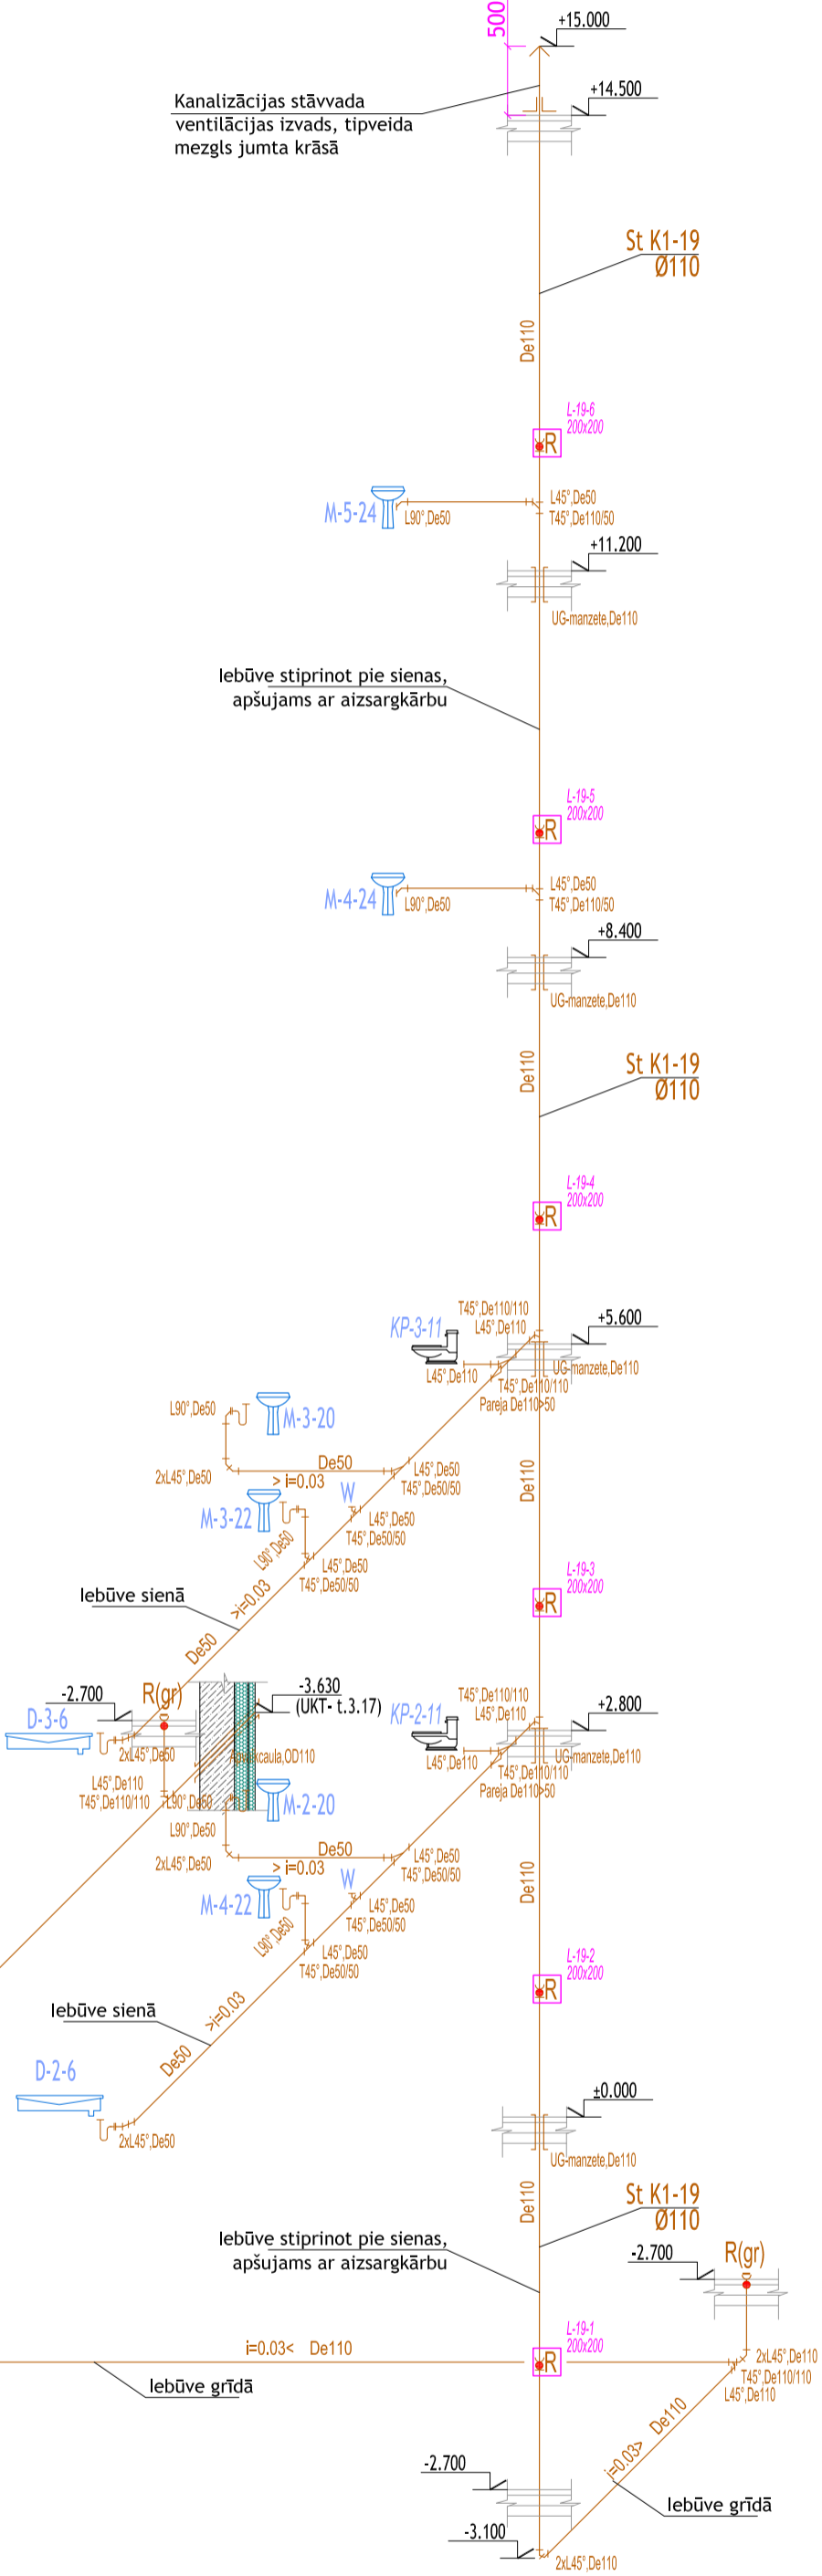 500
+15.000
+14.500
Kanalizācijas stāvvada
ventilācijas izvads, tipveida
mezgls jumta krāsā
St K1-19
Ø110
De110
L-19-6
200x200
R
M-5-24
L90°,De50
L45°,De50
T45°,De110/50
+11.200
UG-manzete,De110
Iebūve stiprinot pie sienas,
apšujams ar aizsargkārbu
L-19-5
200x200
R
M-4-24
L90°,De50
L45°,De50
T45°,De110/50
+8.400
UG-manzete,De110
De110
St K1-19
Ø110
L-19-4
200x200
R
T45°,De110/110
L45°,De110
+5.600
KP-3-11
L45°,De110
UG-manzete,De110
T45°,De110/110
Pareja De110>50
L90°,De50
M-3-20
De50
> i=0.03
2xL45°,De50
L45°,De50
T45°,De50/50
De110
W
M-3-22
L45°,De50
T45°,De50/50
L90°,De50
L45°,De50
T45°,De50/50
L-19-3
200x200
R
Iebūve sienā
>i=0.03
De50
-2.700
R(gr)
-3.630
(UKT- t.3.17)
D-3-6
2xL45°,De50
KP-2-11
T45°,De110/110
L45°,De110
+2.800
L45°,De110
UG-manzete,De110
T45°,De110/110
Pareja De110>50
L45°,De110
T45°,De110/110
L90°,De50
M-2-20
L90°,De50
De50
> i=0.03
2xL45°,De50
L45°,De50
T45°,De50/50
De110
W
M-4-22
L45°,De50
T45°,De50/50
L90°,De50
L45°,De50
T45°,De50/50
L-19-2
200x200
R
Iebūve sienā
>i=0.03
De50
D-2-6
2xL45°,De50
±0.000
UG-manzete,De110
De110
St K1-19
Ø110
Iebūve stiprinot pie sienas,
apšujams ar aizsargkārbu
-2.700
R(gr)
L-19-1
200x200
R
i=0.03< De110
2xL45°,De110
T45°,De110/110
L45°,De110
Iebūve grīdā
i=0.03> De110
-2.700
Iebūve grīdā
-3.100
2xL45°,De110